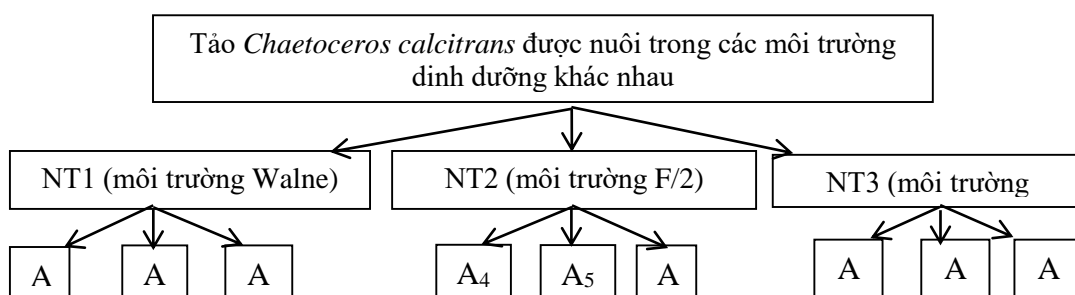 Tảo Chaetoceros calcitrans được nuôi trong các môi trường
dinh dưỡng khác nhau
NT1 (môi trường Walne)
NT2 (môi trường F/2)
NT3 (môi trường
A
A
A
A₄
A₅
A
A
A
A